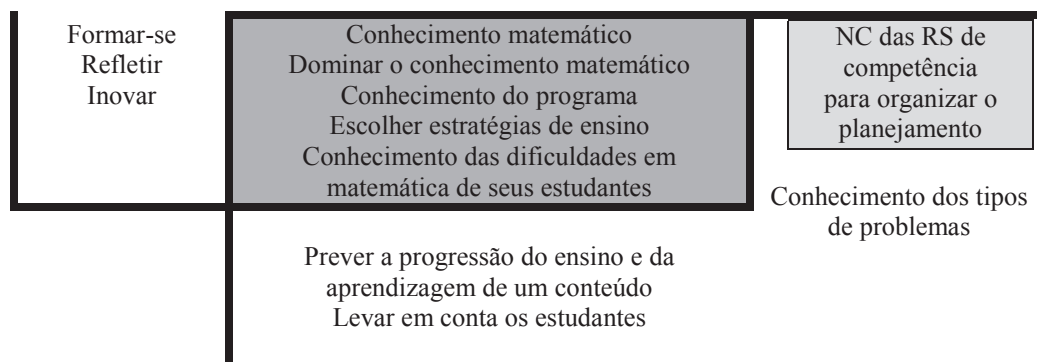 Formar-se
Refletir
Inovar
Conhecimento matemático
Dominar o conhecimento matemático
Conhecimento do programa
Escolher estratégias de ensino
Conhecimento das dificuldades em
matemática de seus estudantes
NC das RS de
competência
para organizar o
planejamento
Conhecimento dos tipos
de problemas
Prever a progressão do ensino e da
aprendizagem de um conteúdo
Levar em conta os estudantes